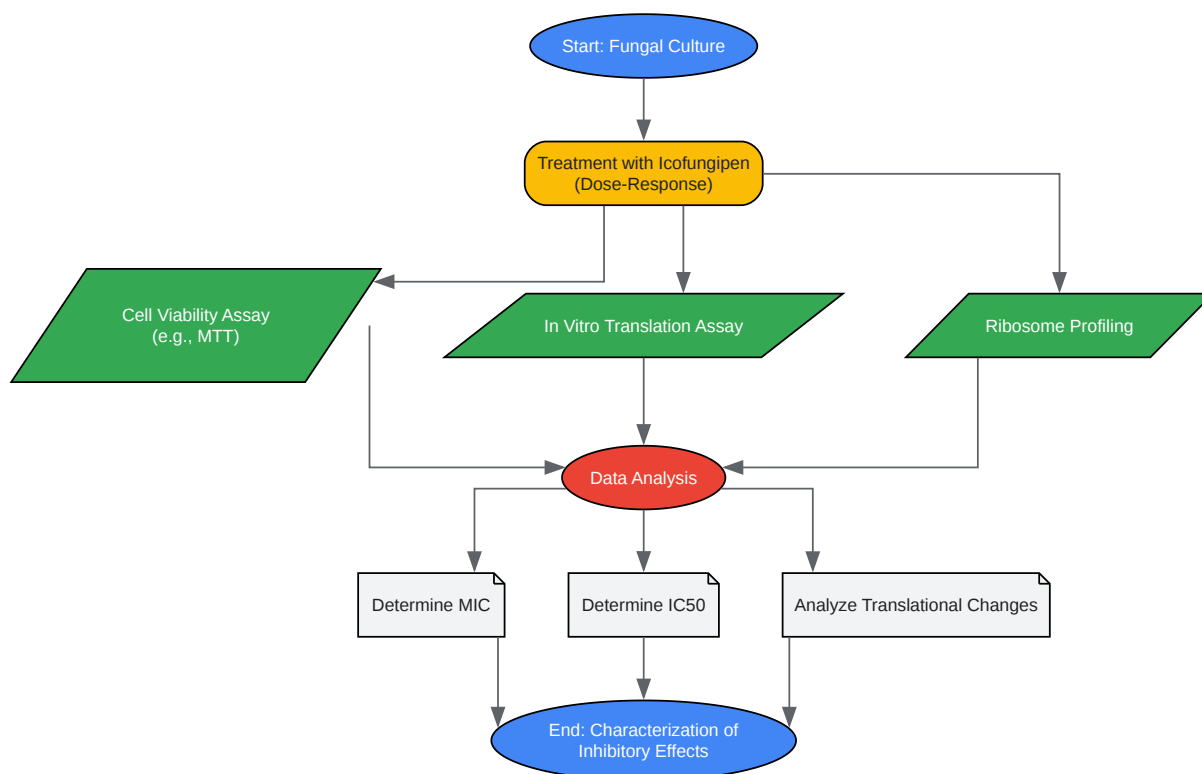 Start: Fungal Culture
Treatment with Icofungipen
(Dose-Response)
Cell Viability Assay
(e.g., MTT)
In Vitro Translation Assay
Ribosome Profiling
Data Analysis
Determine MIC
Determine IC50
Analyze Translational Changes
End: Characterization of
Inhibitory Effects